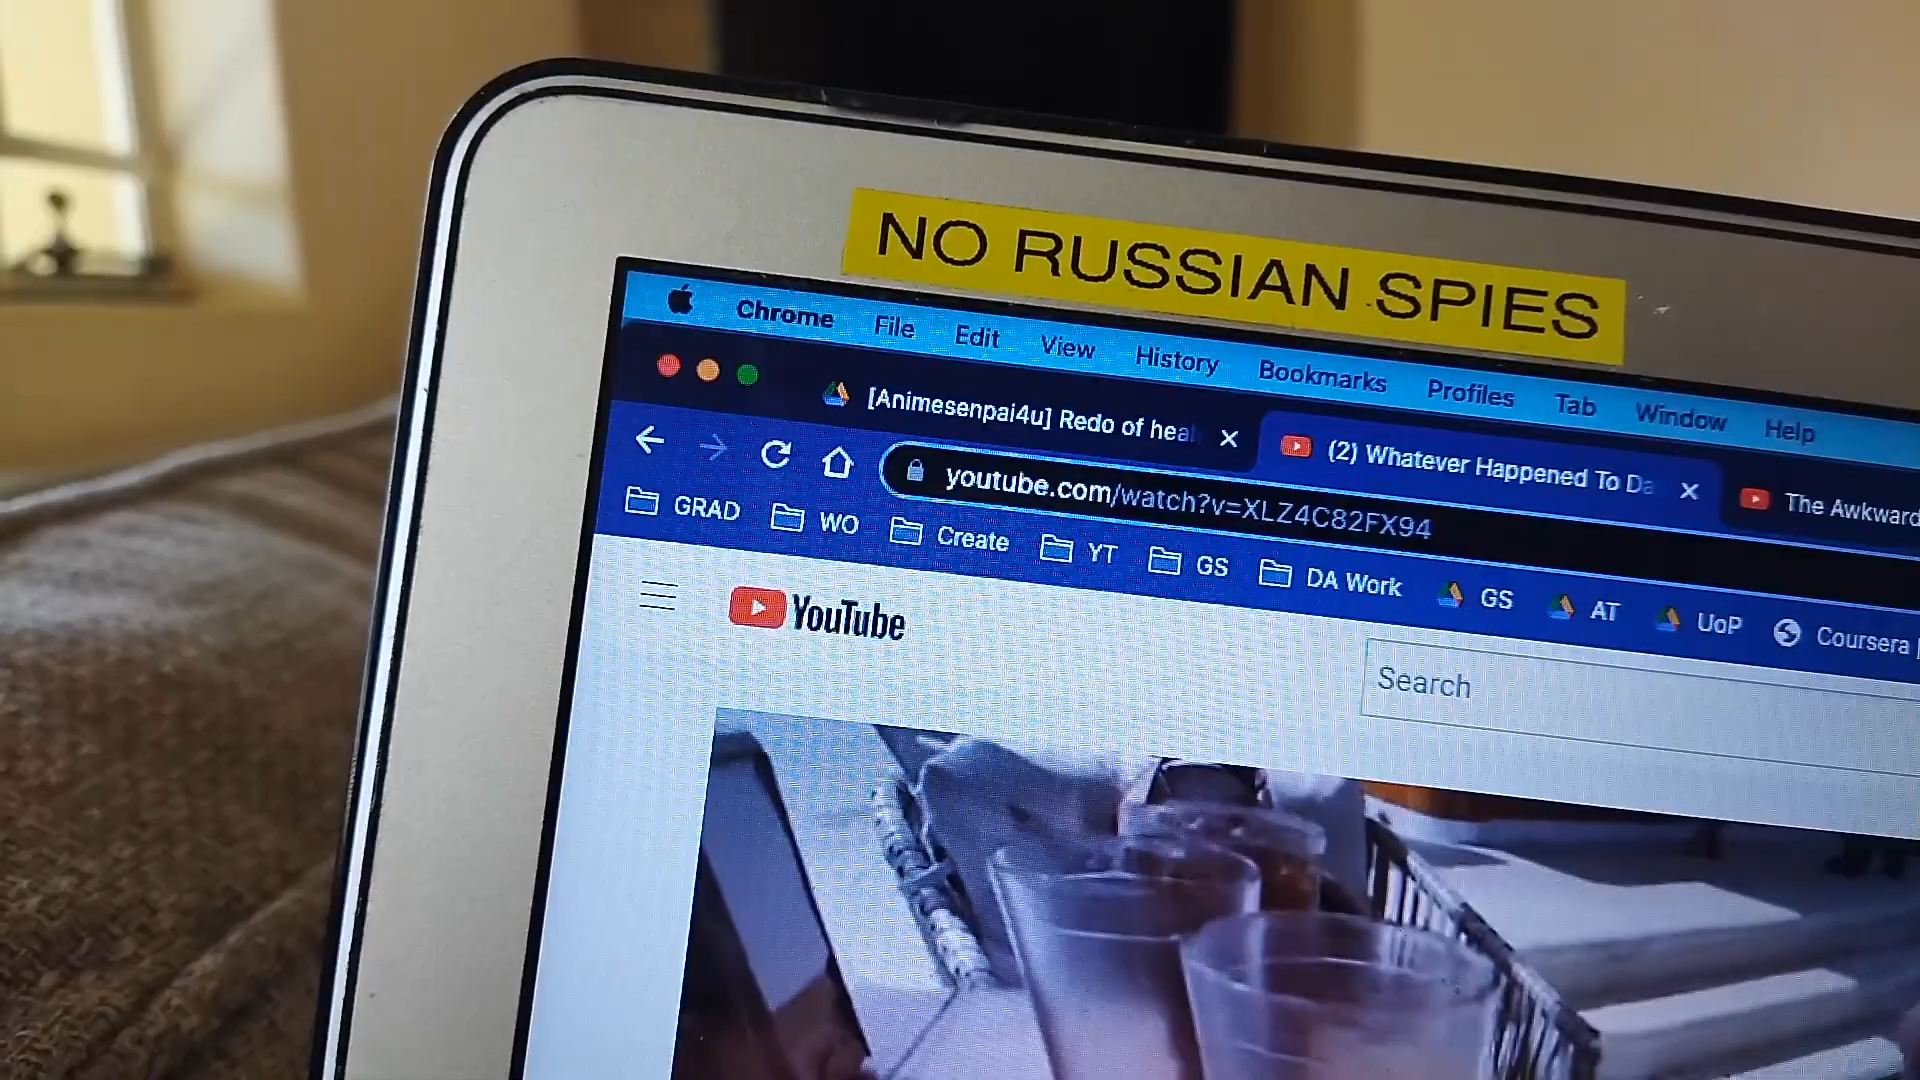 NO RUSSIAN SPIES
Chrome File Edit View History Bookmarks Profiles Tab Window Help
[Animesenpai4u] Redo of heal
(2) Whatever Happened To Da
The Awkward
youtube.com/watch?v=XLZ4C82FX94
GRAD WO Create YT GS DA Work GS AT UoP Coursera |
YouTube
Search